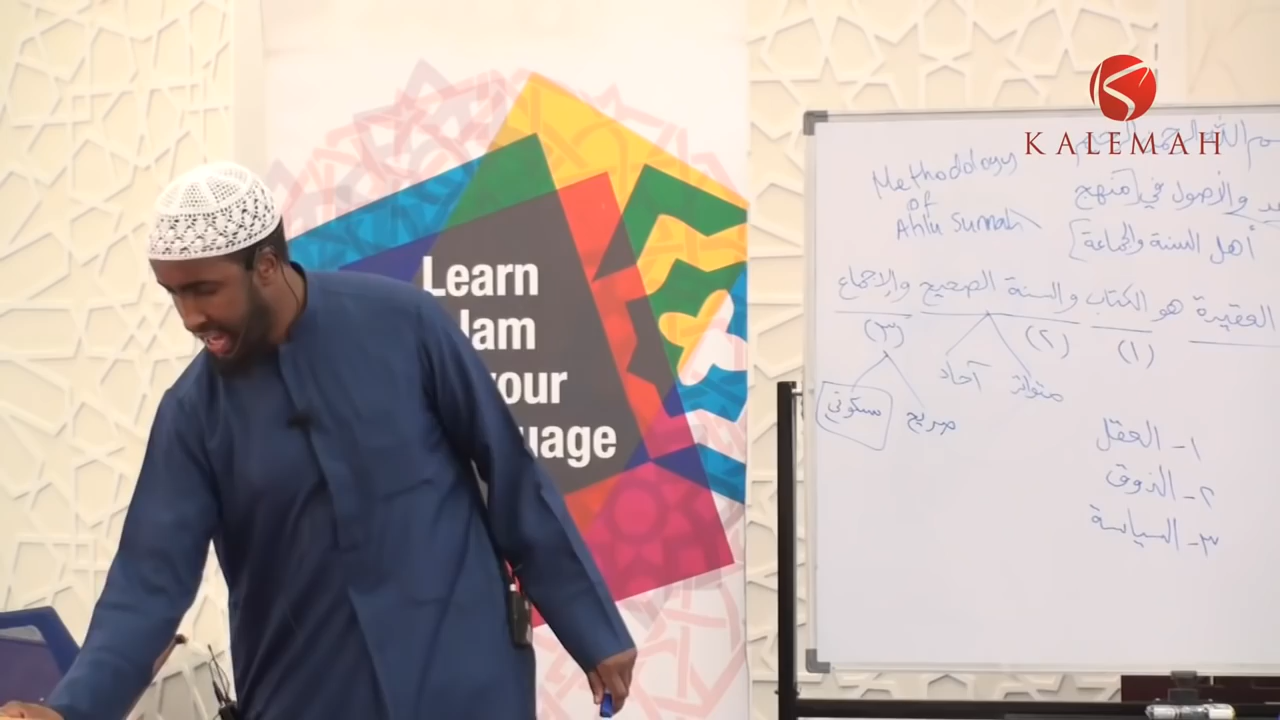 KALEMAH
Learn
lam
your
uage
Methodology
of
Ahlu Sunnah
والأصول في [منهج
أهل السنة والجماعة]
العقيدة هو الكتاب والسنة الصحيح والإجماع
(١) (٢) (٣)
متواتر آحاد
صريح سكوتي
١- العقل
٢- الذوق
٣- السياسة